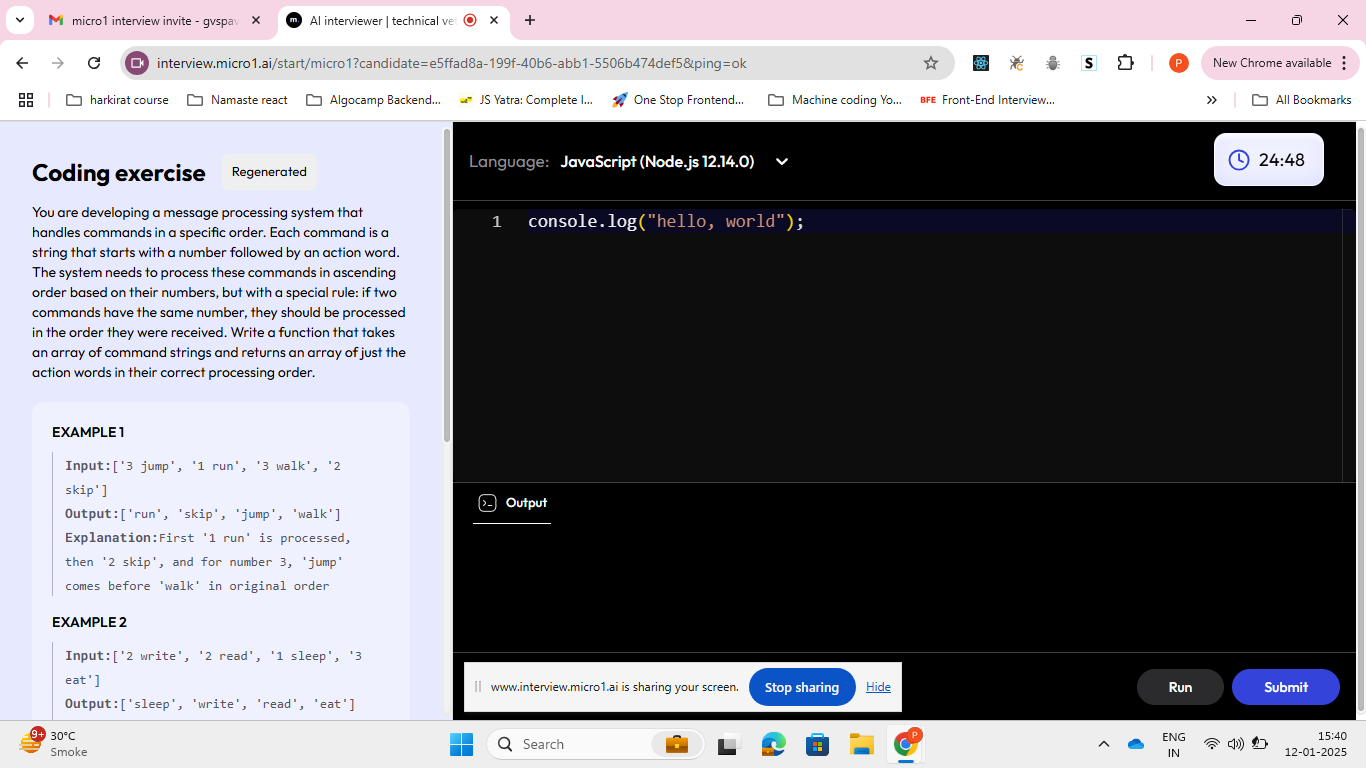 micro1 interview invite - gvspav
AI interviewer | technical vet
interview.micro1.ai/start/micro1?candidate=e5ffad8a-199f-40b6-abb1-5506b474def5&ping=ok
S
P
New Chrome available
harkirat course
Namaste react
Algocamp Backend...
JS Yatra: Complete I...
One Stop Frontend...
Machine coding Yo...
BFE
Front-End Interview...
All Bookmarks
Coding exercise
Regenerated
You are developing a message processing system that
handles commands in a specific order. Each command is a
string that starts with a number followed by an action word.
The system needs to process these commands in ascending
order based on their numbers, but with a special rule: if two
commands have the same number, they should be processed
in the order they were received. Write a function that takes
an array of command strings and returns an array of just the
action words in their correct processing order.
EXAMPLE 1
Input:['3 jump', '1 run', '3 walk', '2
skip']
Output:['run', 'skip', 'jump', 'walk']
Explanation:First '1 run' is processed,
then '2 skip', and for number 3, 'jump'
comes before 'walk' in original order
EXAMPLE 2
Input:['2 write', '2 read', '1 sleep', '3
eat']
Output:['sleep', 'write', 'read', 'eat']
Language: JavaScript (Node.js 12.14.0)
24:48
1 console.log("hello, world");
Output
www.interview.micro1.ai is sharing your screen.
Stop sharing
Hide
Run
Submit
9+
30°C
Smoke
Search
P
ENG
IN
15:40
12-01-2025